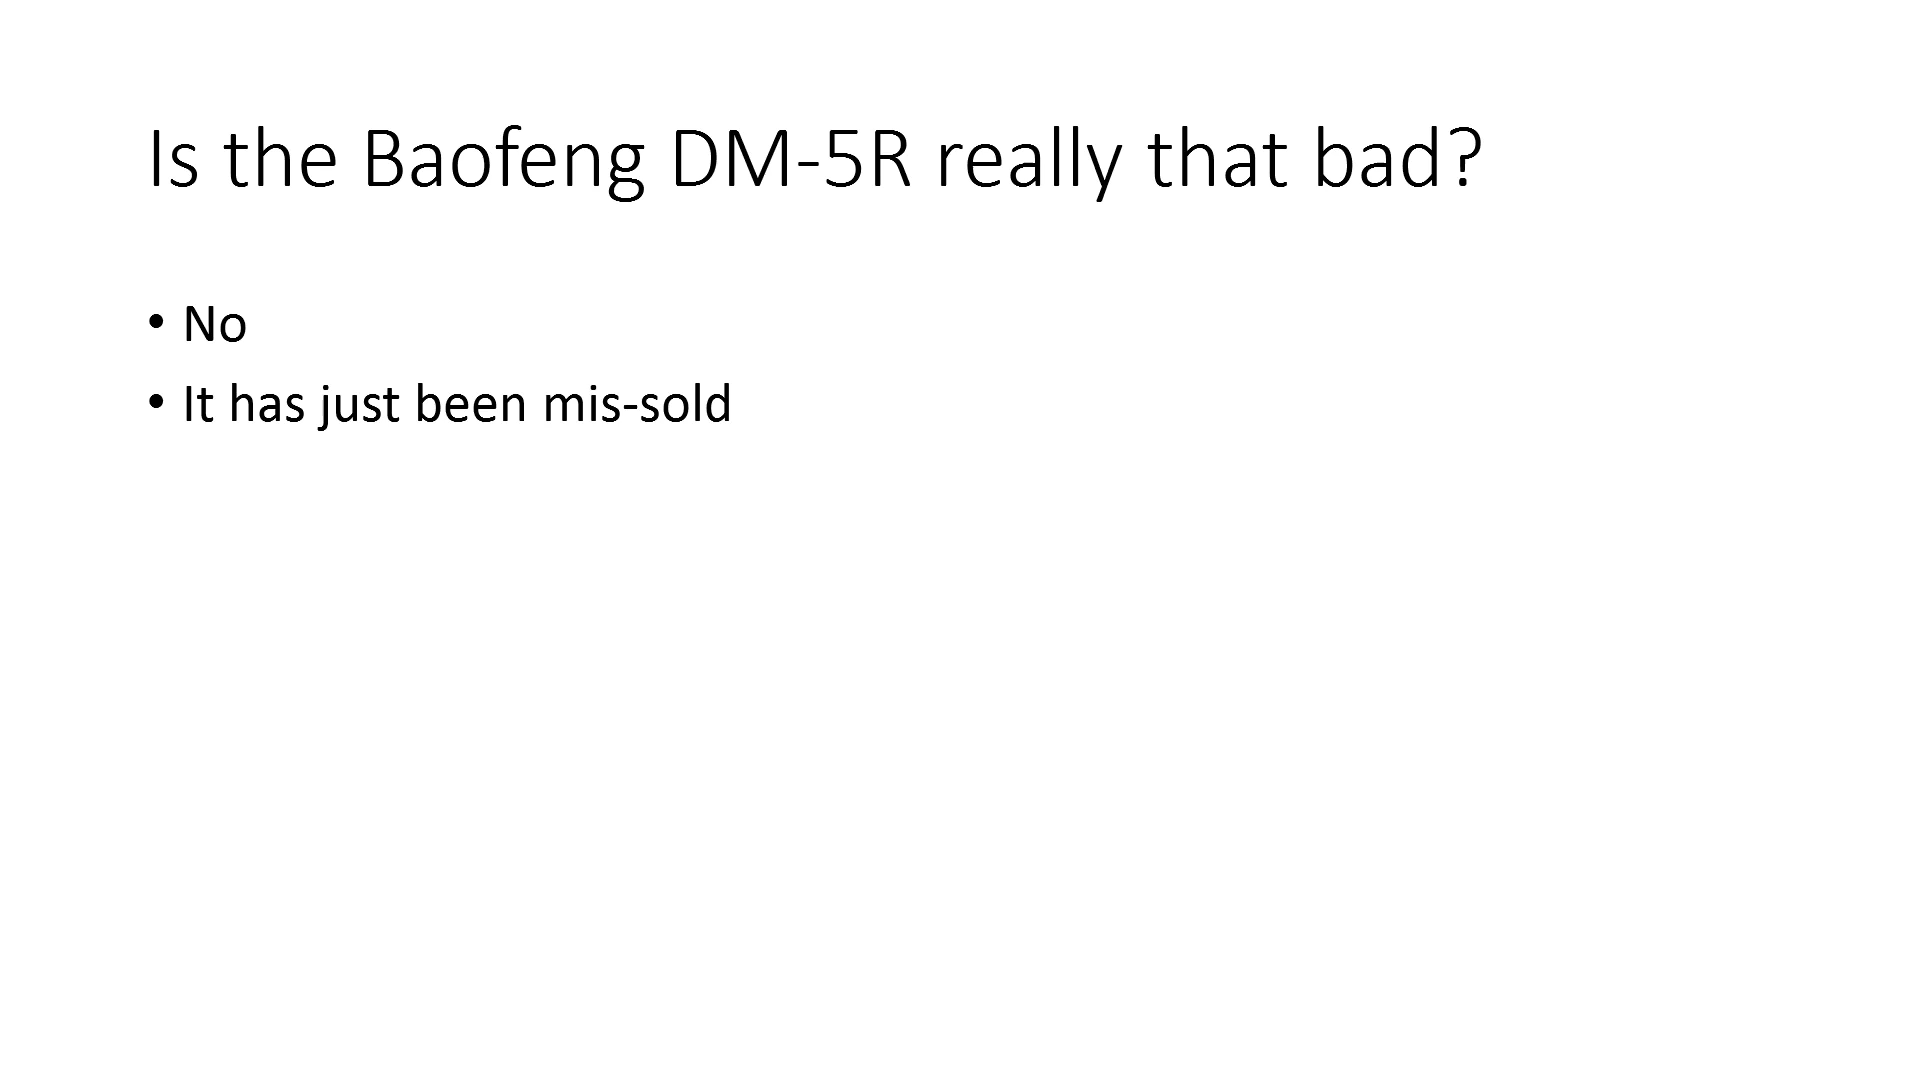 Is the Baofeng DM-5R really that bad?
• No
• It has just been mis-sold